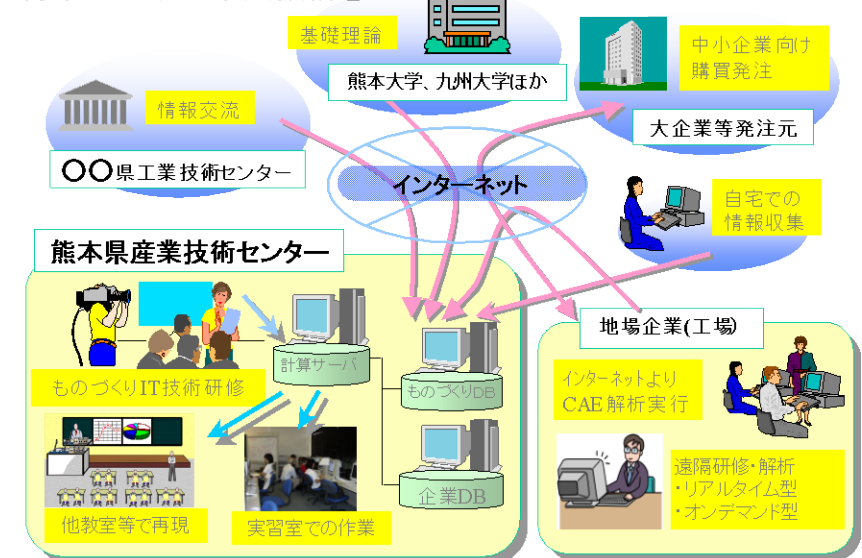 基礎理論
熊本大学、九州大学ほか
中小企業向け
購買発注
大企業等発注元
情報交流
〇〇県工業技術センター
インターネット
自宅での
情報収集
熊本県産業技術センター
計算サーバ
ものづくりDB
ものづくりIT技術研修
企業DB
他教室等で再現
実習室での作業
地場企業(工場)
インターネットより
CAE解析実行
遠隔研修・解析
・リアルタイム型
・オンデマンド型